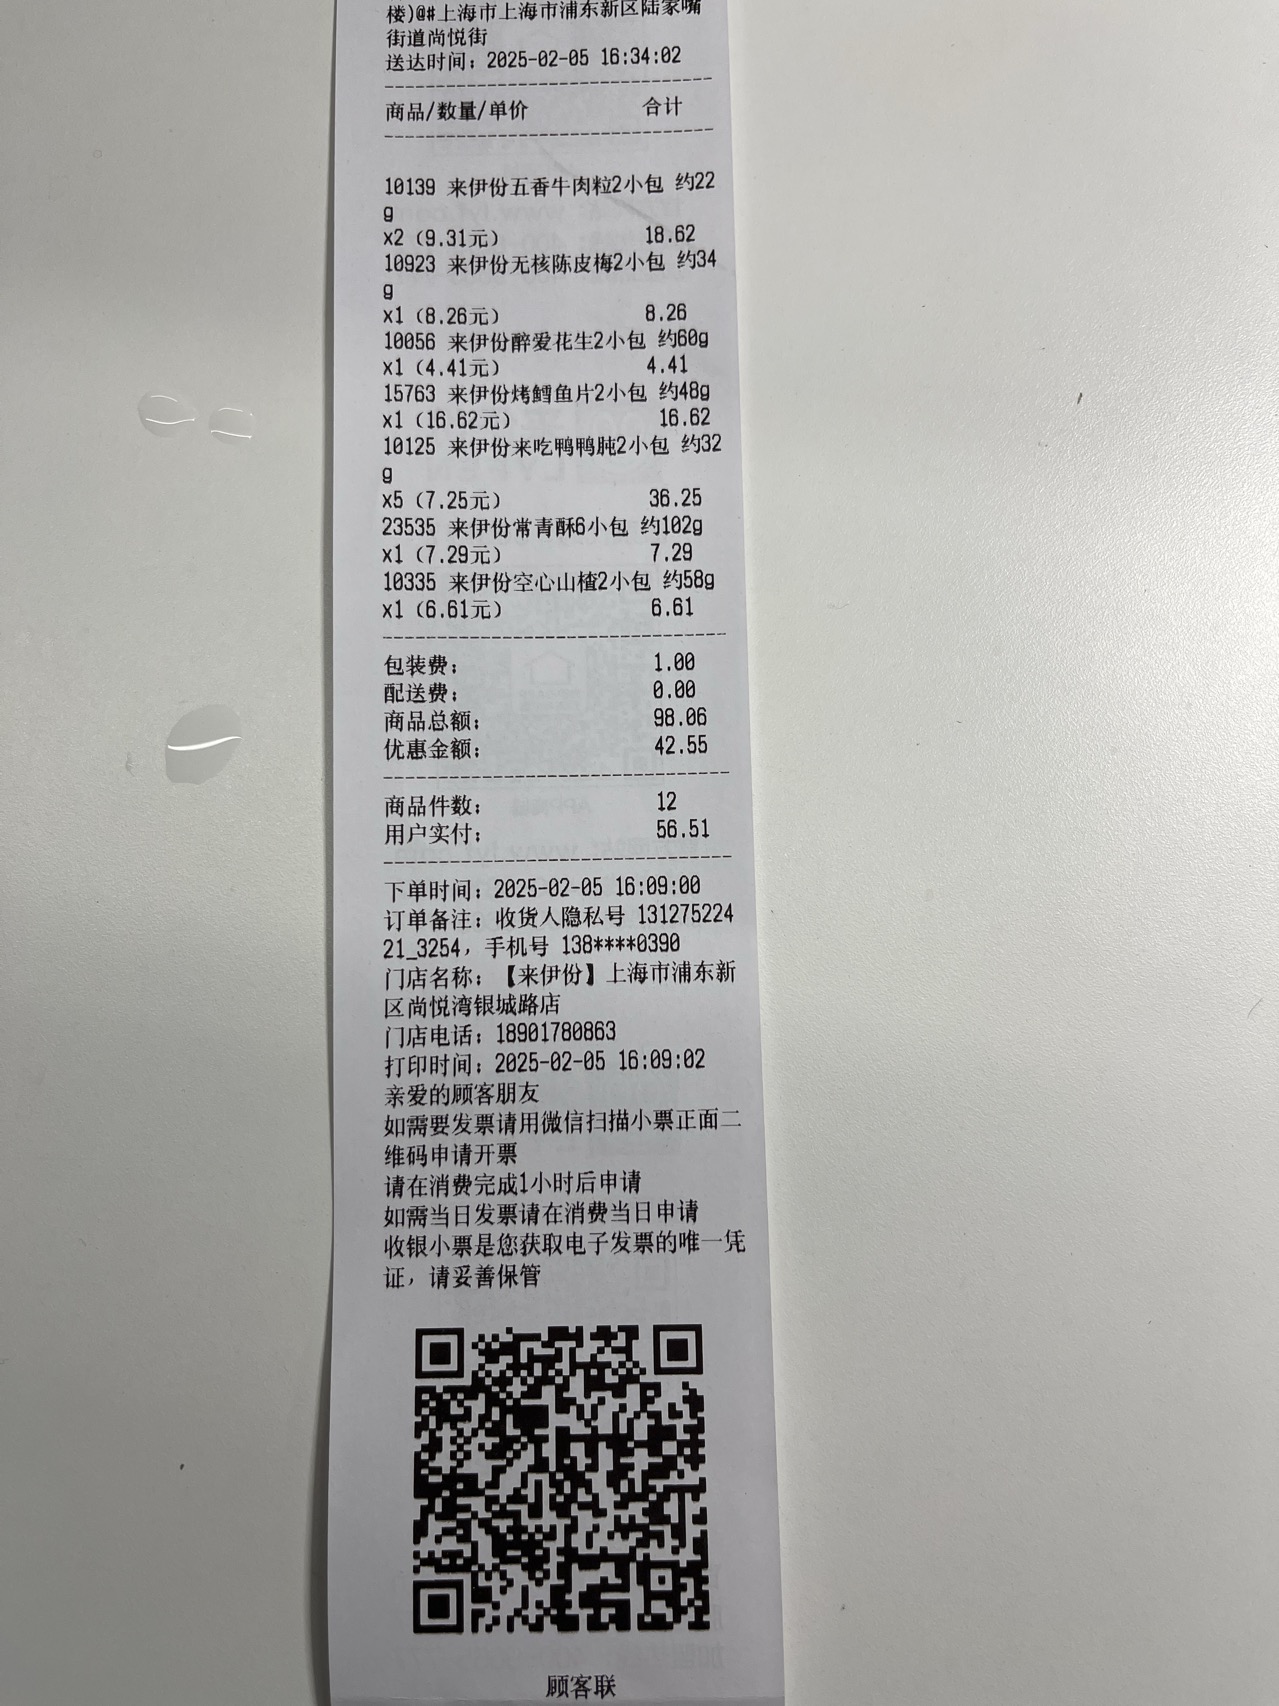 楼)@#上海市上海市浦东新区陆家嘴
街道尚悦街
送达时间：2025-02-05 16:34:02
商品/数量/单价 合计
10139 来伊份五香牛肉粒2小包 约22
g
x2（9.31元） 18.62
10923 来伊份无核陈皮梅2小包 约34
g
x1（8.26元） 8.26
10056 来伊份醉爱花生2小包 约60g
x1（4.41元） 4.41
15763 来伊份烤鳕鱼片2小包 约48g
x1（16.62元） 16.62
10125 来伊份来吃鸭鸭肫2小包 约32
g
x5（7.25元） 36.25
23535 来伊份常青酥6小包 约102g
x1（7.29元） 7.29
10335 来伊份空心山楂2小包 约58g
x1（6.61元） 6.61
包装费： 1.00
配送费： 0.00
商品总额： 98.06
优惠金额： 42.55
商品件数： 12
用户实付： 56.51
下单时间：2025-02-05 16:09:00
订单备注：收货人隐私号 131275224
21_3254，手机号 138****0390
门店名称：【来伊份】上海市浦东新
区尚悦湾银城路店
门店电话：18901780863
打印时间：2025-02-05 16:09:02
亲爱的顾客朋友
如需要发票请用微信扫描小票正面二
维码申请开票
请在消费完成1小时后申请
如需当日发票请在消费当日申请
收银小票是您获取电子发票的唯一凭
证，请妥善保管
顾客联